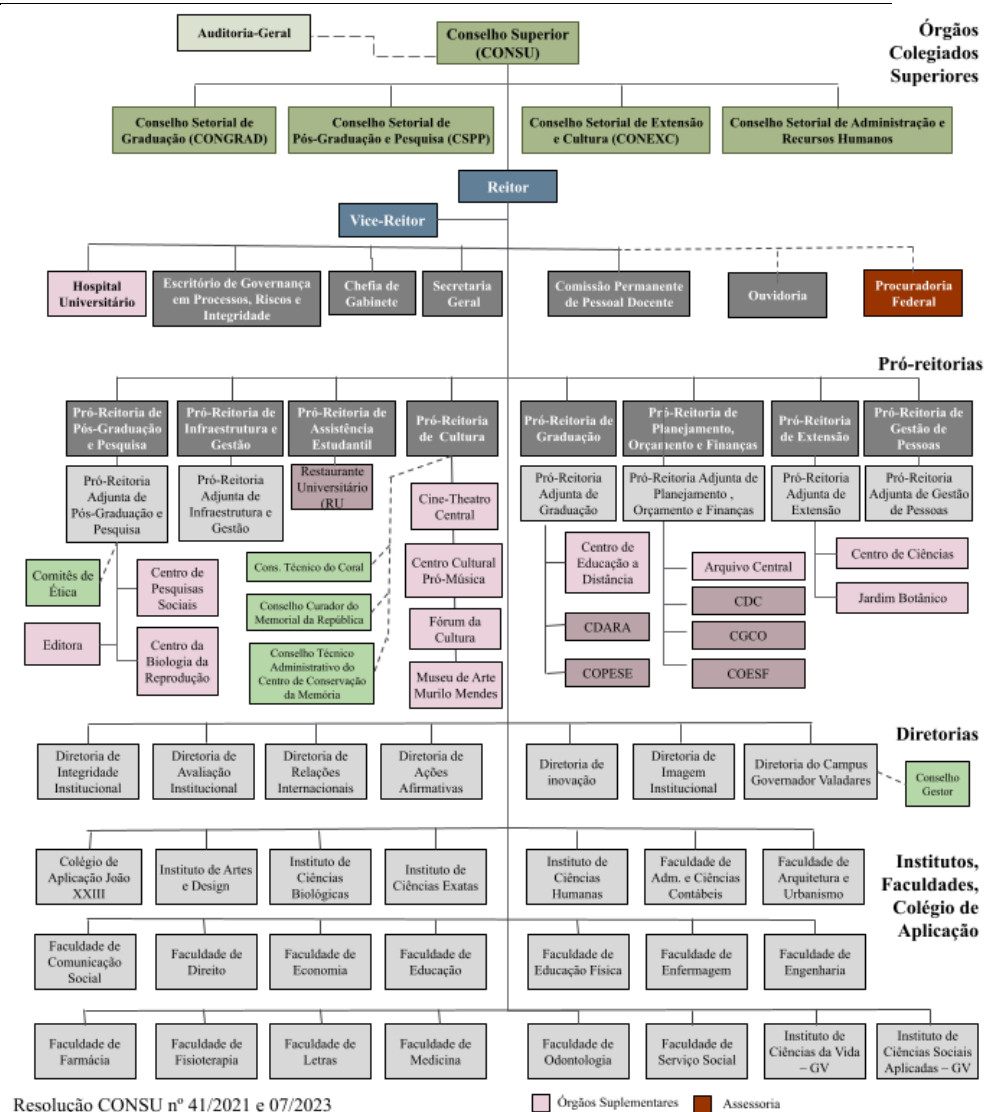 Auditoria-Geral
Conselho Superior
(CONSU)
Órgãos
Colegiados
Superiores
Conselho Setorial de
Graduação (CONGRAD)
Conselho Setorial de
Pós-Graduação e Pesquisa (CSPP)
Conselho Setorial de Extensão
e Cultura (CONEXC)
Conselho Setorial de Administração e
Recursos Humanos
Reitor
Vice-Reitor
Hospital
Universitário
Escritório de Governança
em Processos, Riscos e
Integridade
Chefia de
Gabinete
Secretaria
Geral
Comissão Permanente
de Pessoal Docente
Ouvidoria
Procuradoria
Federal
Pró-reitorias
Pró-Reitoria de
Pós-Graduação
e Pesquisa
Pró-Reitoria de
Infraestrutura e
Gestão
Pró-Reitoria de
Assistência
Estudantil
Pró-Reitoria
de Cultura
Pró-Reitoria de
Graduação
Pró-Reitoria de
Planejamento,
Orçamento e Finanças
Pró-Reitoria
de Extensão
Pró-Reitoria de
Gestão de
Pessoas
Pró-Reitoria
Adjunta de
Pós-Graduação e
Pesquisa
Pró-Reitoria
Adjunta de
Infraestrutura e
Gestão
Restaurante
Universitário
(RU
Cine-Theatro
Central
Pró-Reitoria
Adjunta de
Graduação
Pró-Reitoria Adjunta de
Planejamento ,
Orçamento e Finanças
Pró-Reitoria
Adjunta de
Extensão
Pró-Reitoria
Adjunta de Gestão
de Pessoas
Comitês de
Ética
Centro de
Pesquisas
Sociais
Cons. Técnico do Coral
Centro Cultural
Pró-Música
Centro de
Educação a
Distância
Arquivo Central
Centro de Ciências
Editora
Centro da
Biologia da
Reprodução
Conselho Curador do
Memorial da República
Fórum da
Cultura
CDARA
CDC
CGCO
Jardim Botânico
Conselho Técnico
Administrativo do
Centro de Conservação
da Memória
Museu de Arte
Murilo Mendes
COPESE
COESF
Diretorias
Diretoria de
Integridade
Institucional
Diretoria de
Avaliação
Institucional
Diretoria de
Relações
Internacionais
Diretoria de
Ações
Afirmativas
Diretoria de
inovação
Diretoria de
Imagem
Institucional
Diretoria do Campus
Governador Valadares
Conselho
Gestor
Institutos,
Faculdades,
Colégio de
Aplicação
Colégio de
Aplicação João
XXIII
Instituto de Artes
e Design
Instituto de
Ciências
Biológicas
Instituto de
Ciências Exatas
Instituto de
Ciências
Humanas
Faculdade de
Adm. e Ciências
Contábeis
Faculdade de
Arquitetura e
Urbanismo
Faculdade de
Comunicação
Social
Faculdade de
Direito
Faculdade de
Economia
Faculdade de
Educação
Faculdade de
Educação Física
Faculdade de
Enfermagem
Faculdade de
Engenharia
Faculdade de
Farmácia
Faculdade de
Fisioterapia
Faculdade de
Letras
Faculdade de
Medicina
Faculdade de
Odontologia
Faculdade de
Serviço Social
Instituto de
Ciências da Vida
– GV
Instituto de
Ciências Sociais
Aplicadas – GV
Resolução CONSU nº 41/2021 e 07/2023
Órgãos Suplementares
Assessoria